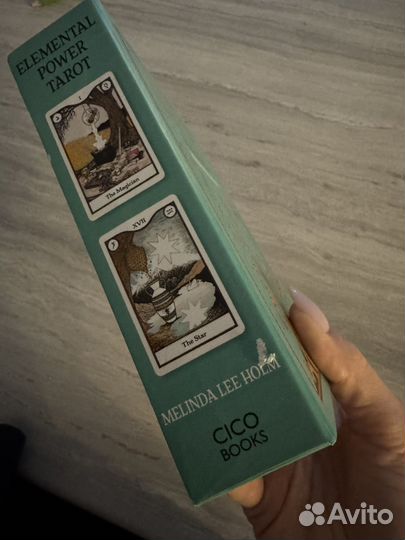 ELEMENTAL
POWER
TAROT
I
The Magician
XVII
The Star
MELINDA LEE HOLM
CICO
BOOKS
Avito